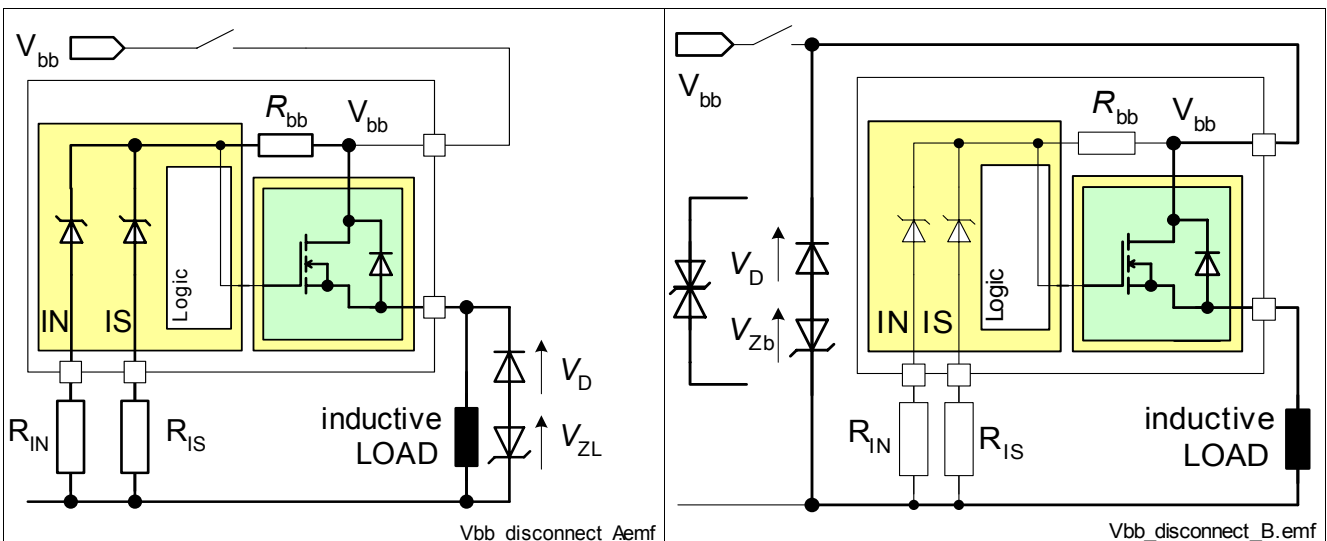 Vbb
Rbb
Vbb
Logic
IN
IS
VD
VZL
RIN
RIS
inductive
LOAD
Vbb disconnect Aemf
Vbb
Rbb
Vbb
Logic
IN
IS
VD
VZb
RIN
RIS
inductive
LOAD
Vbb_disconnect_B.emf